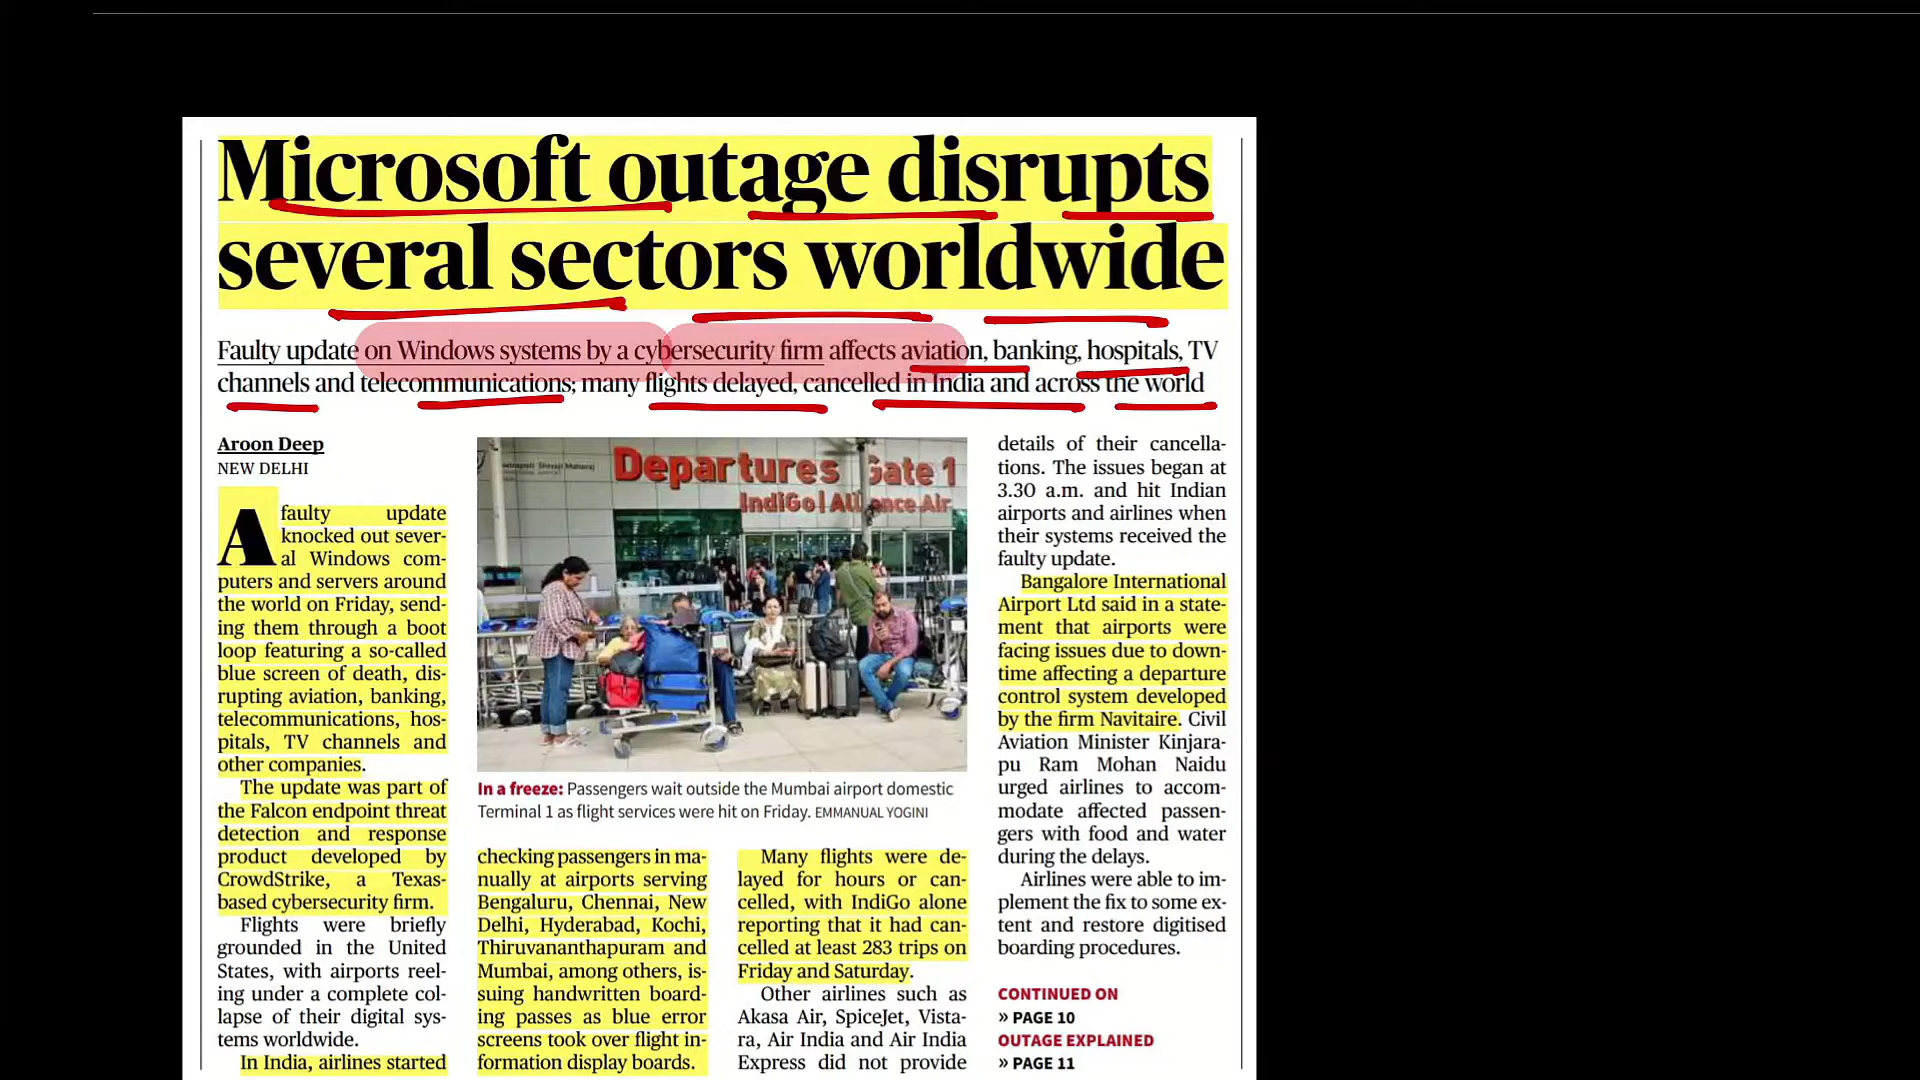 Microsoft outage disrupts
several sectors worldwide
Faulty update on Windows systems by a cybersecurity firm affects aviation, banking, hospitals, TV
channels and telecommunications; many flights delayed, cancelled in India and across the world
Aroon Deep
NEW DELHI
A faulty update
knocked out sever-
al Windows com-
puters and servers around
the world on Friday, send-
ing them through a boot
loop featuring a so-called
blue screen of death, dis-
rupting aviation, banking,
telecommunications, hos-
pitals, TV channels and
other companies.
The update was part of
the Falcon endpoint threat
detection and response
product developed by
CrowdStrike, a Texas-
based cybersecurity firm.
Flights were briefly
grounded in the United
States, with airports reel-
ing under a complete col-
lapse of their digital sys-
tems worldwide.
In India, airlines started
Departures Gate 1
IndiGo | Alliance Air
In a freeze: Passengers wait outside the Mumbai airport domestic
Terminal 1 as flight services were hit on Friday. EMMANUAL YOGINI
checking passengers in ma-
nually at airports serving
Bengaluru, Chennai, New
Delhi, Hyderabad, Kochi,
Thiruvananthapuram and
Mumbai, among others, is-
suing handwritten board-
ing passes as blue error
screens took over flight in-
formation display boards.
Many flights were de-
layed for hours or can-
celled, with IndiGo alone
reporting that it had can-
celled at least 283 trips on
Friday and Saturday.
Other airlines such as
Akasa Air, SpiceJet, Vista-
ra, Air India and Air India
Express did not provide
details of their cancella-
tions. The issues began at
3.30 a.m. and hit Indian
airports and airlines when
their systems received the
faulty update.
Bangalore International
Airport Ltd said in a state-
ment that airports were
facing issues due to down-
time affecting a departure
control system developed
by the firm Navitaire. Civil
Aviation Minister Kinjara-
pu Ram Mohan Naidu
urged airlines to accom-
modate affected passen-
gers with food and water
during the delays.
Airlines were able to im-
plement the fix to some ex-
tent and restore digitised
boarding procedures.
CONTINUED ON
» PAGE 10
OUTAGE EXPLAINED
» PAGE 11